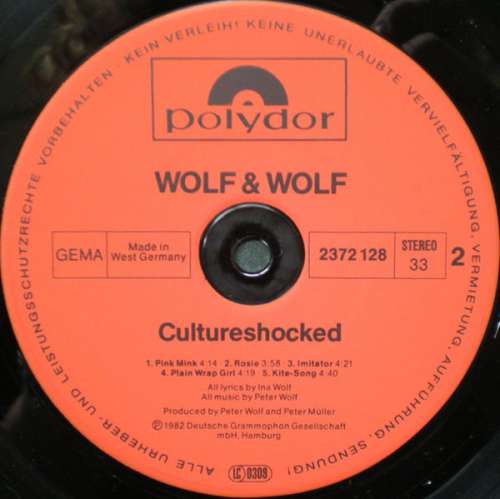 ALLE URHEBER- UND LEISTUNGSSCHUTZRECHTE VORBEHALTEN · KEIN VERLEIH! KEINE UNERLAUBTE VERVIELFÄLTIGUNG, VERMIETUNG, AUFFÜHRUNG, SENDUNG!
polydor
WOLF & WOLF
GEMA
Made in
West Germany
2372 128
STEREO
33
2
Cultureshocked
1. Pink Mink 4:14 · 2. Rosie 3:58 · 3. Imitator 4:21
4. Plain Wrap Girl 4:19 · 5. Kite-Song 4:40
All lyrics by Ina Wolf
All music by Peter Wolf
Produced by Peter Wolf and Peter Müller
Ⓟ1982 Deutsche Grammophon Gesellschaft
mbH, Hamburg
LC 0309